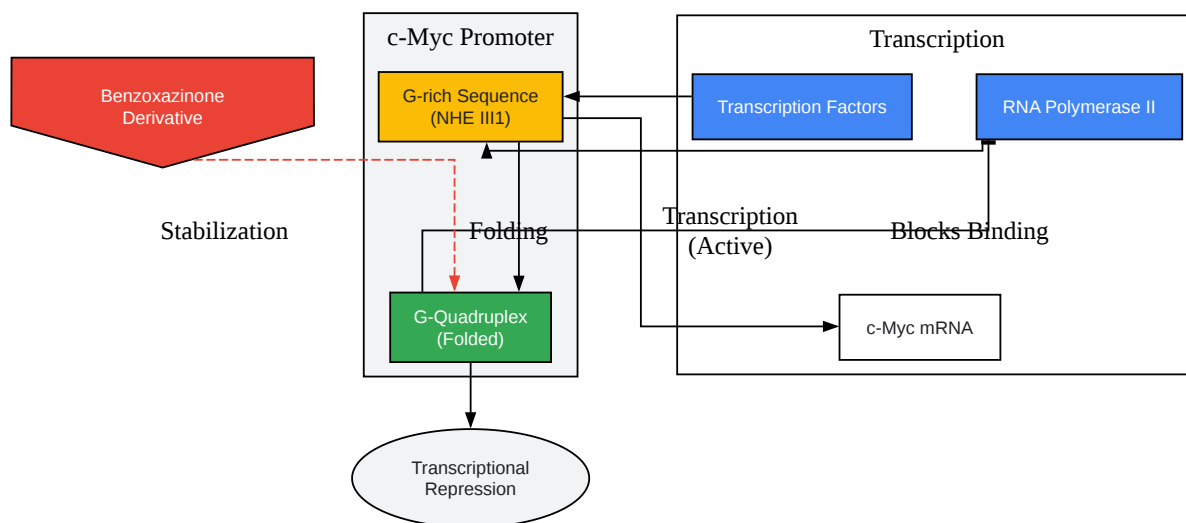 c-Myc Promoter
Transcription
Benzoxazinone
Derivative
G-rich Sequence
(NHE III1)
Transcription Factors
RNA Polymerase II
Stabilization
Folding
Transcription
(Active)
Blocks Binding
G-Quadruplex
(Folded)
c-Myc mRNA
Transcriptional
Repression